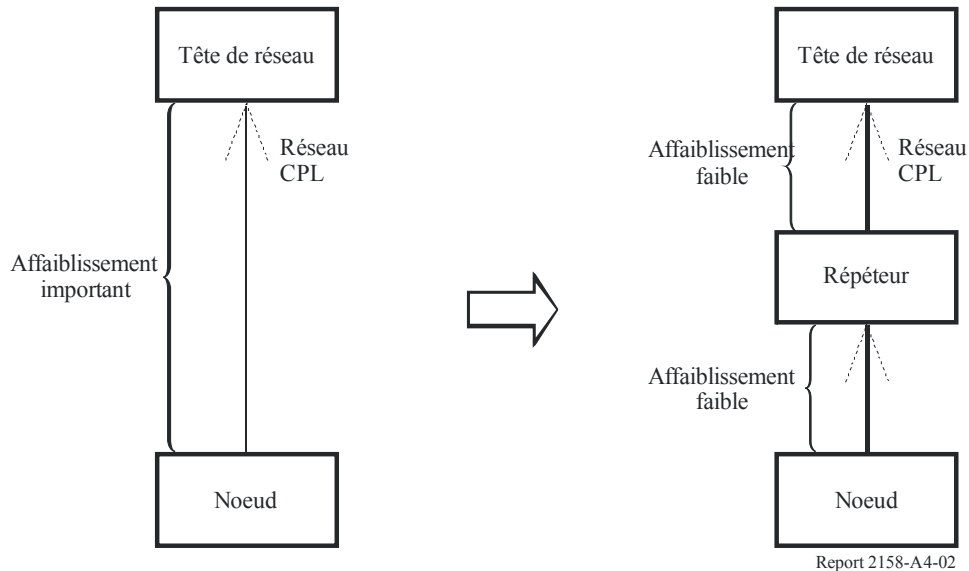 Tête de réseau
Réseau
CPL
Affaiblissement
important
Noeud
Tête de réseau
Affaiblissement
faible
Réseau
CPL
Répéteur
Affaiblissement
faible
Noeud
Report 2158-A4-02